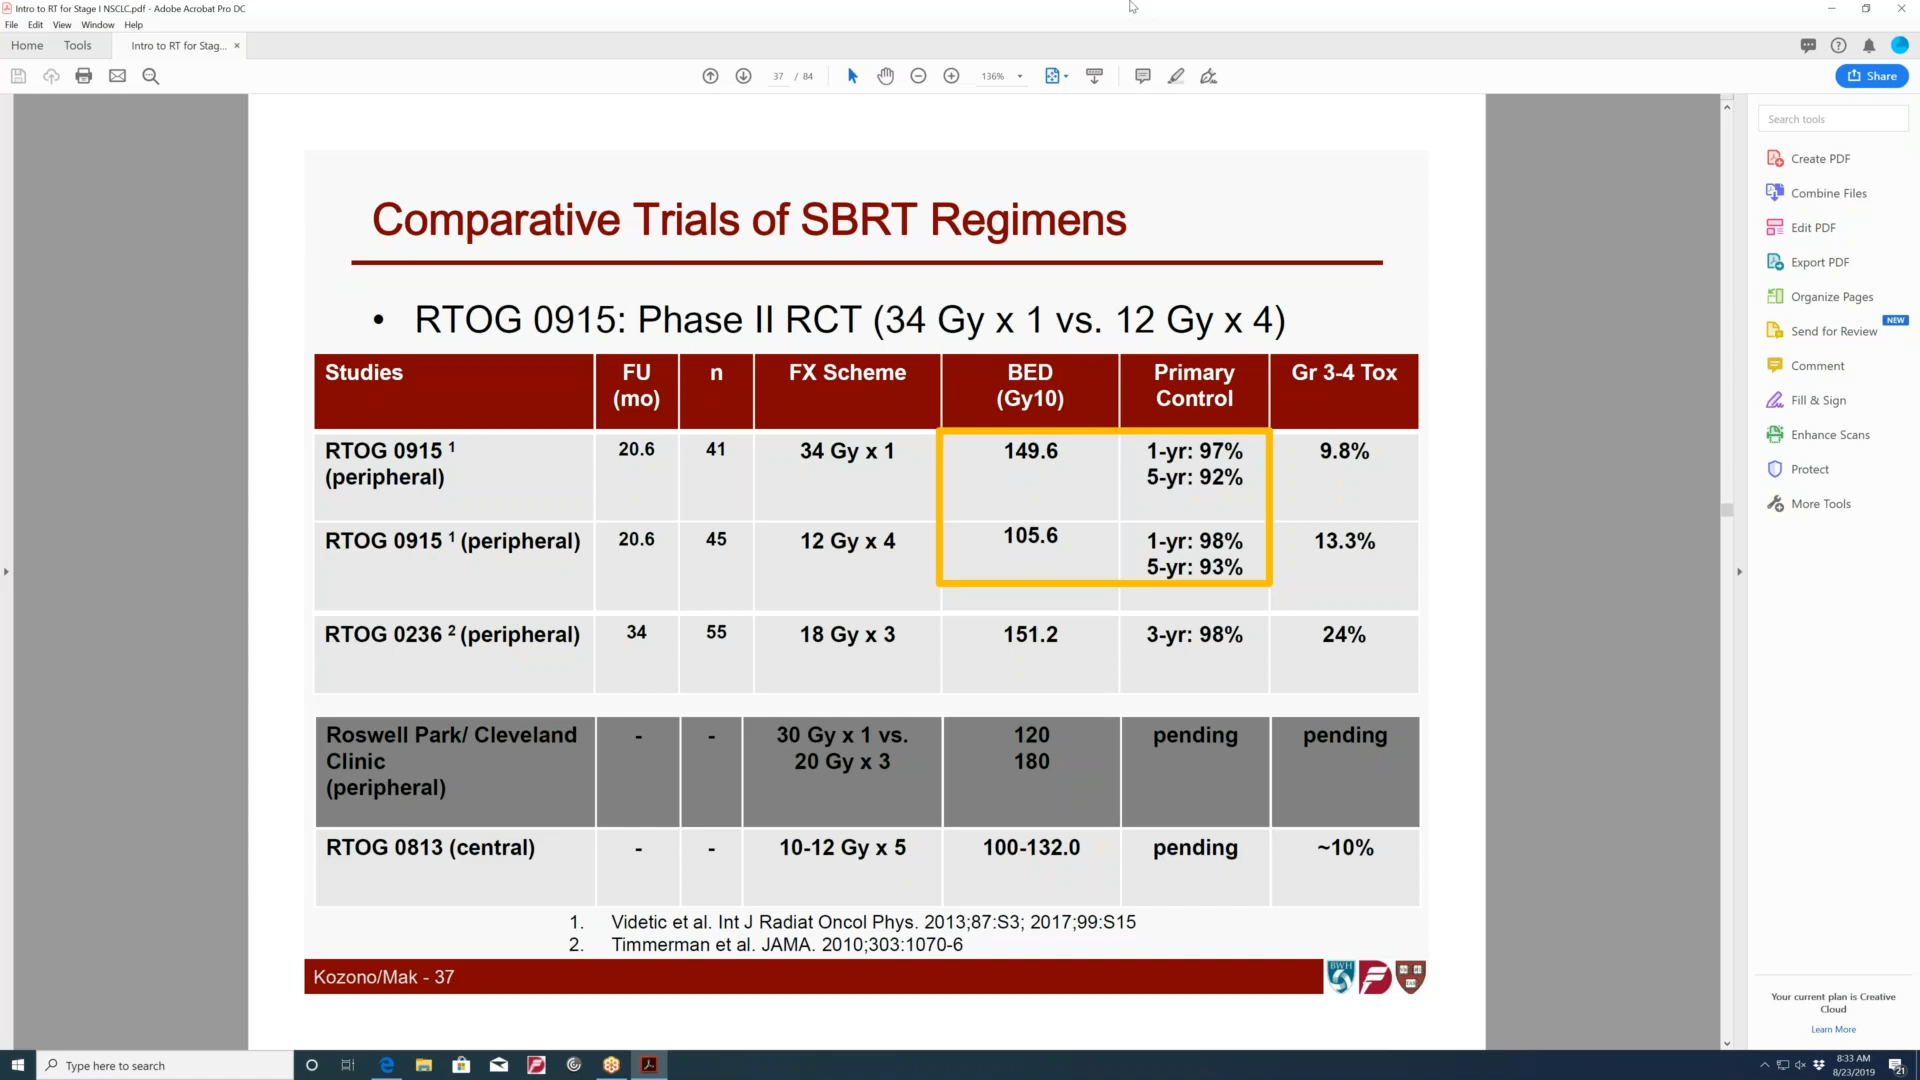 Intro to RT for Stage I NSCLC.pdf - Adobe Acrobat Pro DC
File Edit View Window Help
Home Tools Intro to RT for Stag... ×
37 / 84 136% Share
Search tools
Create PDF
Combine Files
Edit PDF
Export PDF
Organize Pages
Send for Review NEW
Comment
Fill & Sign
Enhance Scans
Protect
More Tools
Comparative Trials of SBRT Regimens
• RTOG 0915: Phase II RCT (34 Gy x 1 vs. 12 Gy x 4)
Studies FU (mo) n FX Scheme BED (Gy10) Primary Control Gr 3-4 Tox
RTOG 0915 1 (peripheral) 20.6 41 34 Gy x 1 149.6 1-yr: 97% 5-yr: 92% 9.8%
RTOG 0915 1 (peripheral) 20.6 45 12 Gy x 4 105.6 1-yr: 98% 5-yr: 93% 13.3%
RTOG 0236 2 (peripheral) 34 55 18 Gy x 3 151.2 3-yr: 98% 24%
Roswell Park/ Cleveland Clinic (peripheral) - - 30 Gy x 1 vs. 20 Gy x 3 120 180 pending pending
RTOG 0813 (central) - - 10-12 Gy x 5 100-132.0 pending ~10%
1. Videtic et al. Int J Radiat Oncol Phys. 2013;87:S3; 2017;99:S15
2. Timmerman et al. JAMA. 2010;303:1070-6
Kozono/Mak - 37
BWH
Your current plan is Creative
Cloud
Learn More
Type here to search
8:33 AM
8/23/2019
21